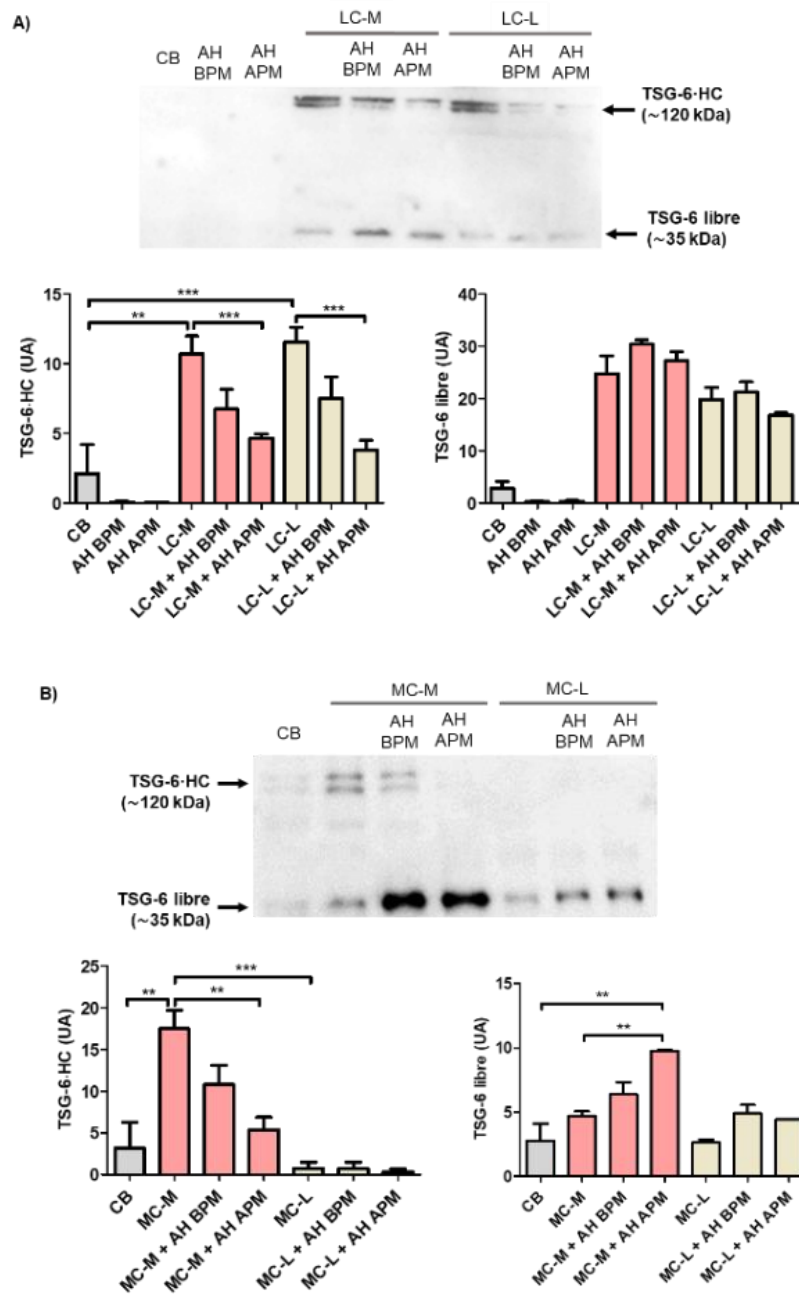 A)
LC-M
LC-L
CB
AH
BPM
AH
APM
AH
BPM
AH
APM
AH
BPM
AH
APM
TSG-6·HC
(~120 kDa)
TSG-6 libre
(~35 kDa)
TSG-6·HC (UA)
15
10
5
0
***
**
***
***
CB
AH BPM
AH APM
LC-M
LC-M + AH BPM
LC-M + AH APM
LC-L
LC-L + AH BPM
LC-L + AH APM
TSG-6 libre (UA)
40
30
20
10
0
CB
AH BPM
AH APM
LC-M
LC-M + AH BPM
LC-M + AH APM
LC-L
LC-L + AH BPM
LC-L + AH APM
B)
MC-M
MC-L
CB
AH
BPM
AH
APM
AH
BPM
AH
APM
TSG-6·HC
(~120 kDa)
TSG-6 libre
(~35 kDa)
TSG-6·HC (UA)
25
20
15
10
5
0
***
**
**
CB
MC-M
MC-M + AH BPM
MC-M + AH APM
MC-L
MC-L + AH BPM
MC-L + AH APM
TSG-6 libre (UA)
15
10
5
0
**
**
CB
MC-M
MC-M + AH BPM
MC-M + AH APM
MC-L
MC-L + AH BPM
MC-L + AH APM